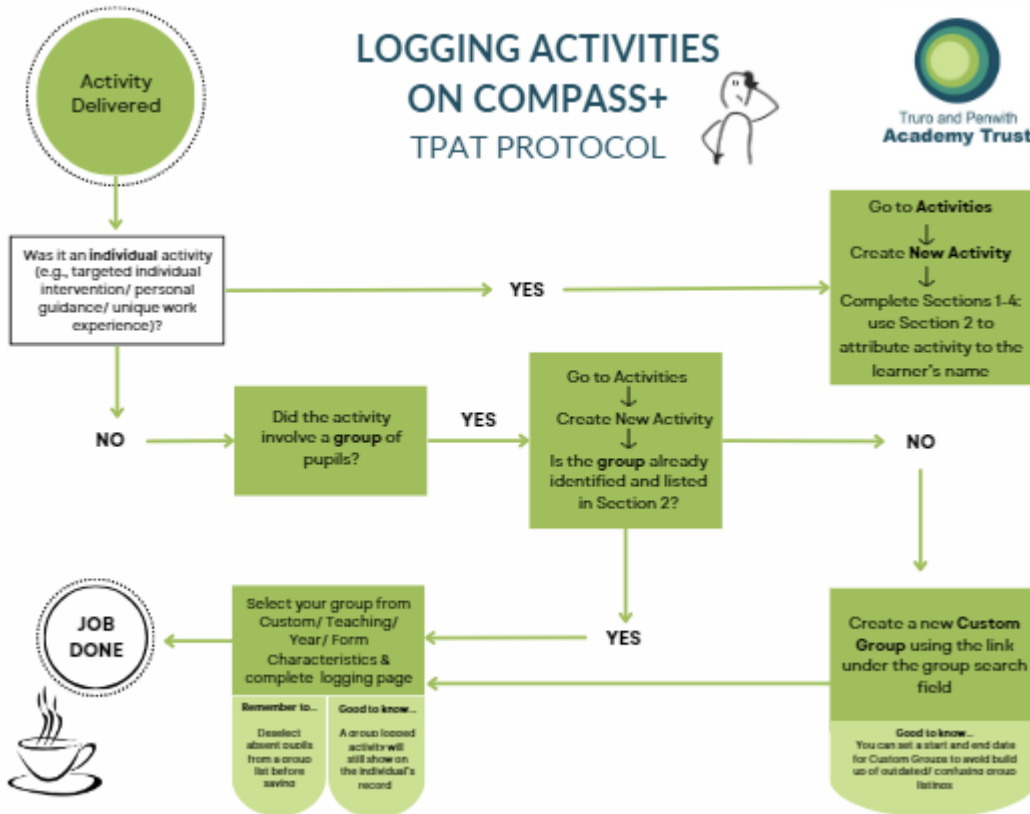 LOGGING ACTIVITIES
ON COMPASS+
TPAT PROTOCOL
Truro and Penwith
Academy Trust
Activity
Delivered
Was it an individual activity
(e.g., targeted individual
intervention/ personal
guidance/ unique work
experience)?
YES
Go to Activities
Create New Activity
Complete Sections 1-4:
use Section 2 to
attribute activity to the
learner's name
NO
Did the activity
involve a group of
pupils?
YES
Go to Activities
Create New Activity
Is the group already
identified and listed
in Section 2?
NO
YES
Create a new Custom
Group using the link
under the group search
field
Good to know...
You can set a start and end date
for Custom Groups to avoid build
up of outdated/ confusing group
listings
Select your group from
Custom/ Teaching/
Year/ Form
Characteristics &
complete logging page
Remember to...
Deselect
absent pupils
from a group
list before
saving
Good to know...
A group logged
activity will
still show on
the individual's
record
JOB
DONE